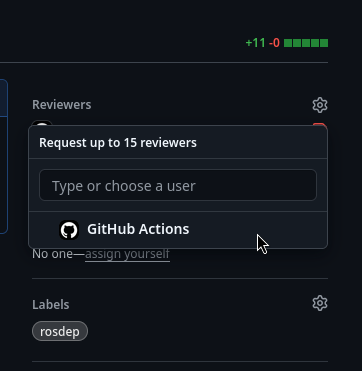 +11 -0
Reviewers
Request up to 15 reviewers
Type or choose a user
GitHub Actions
No one—assign yourself
Labels
rosdep